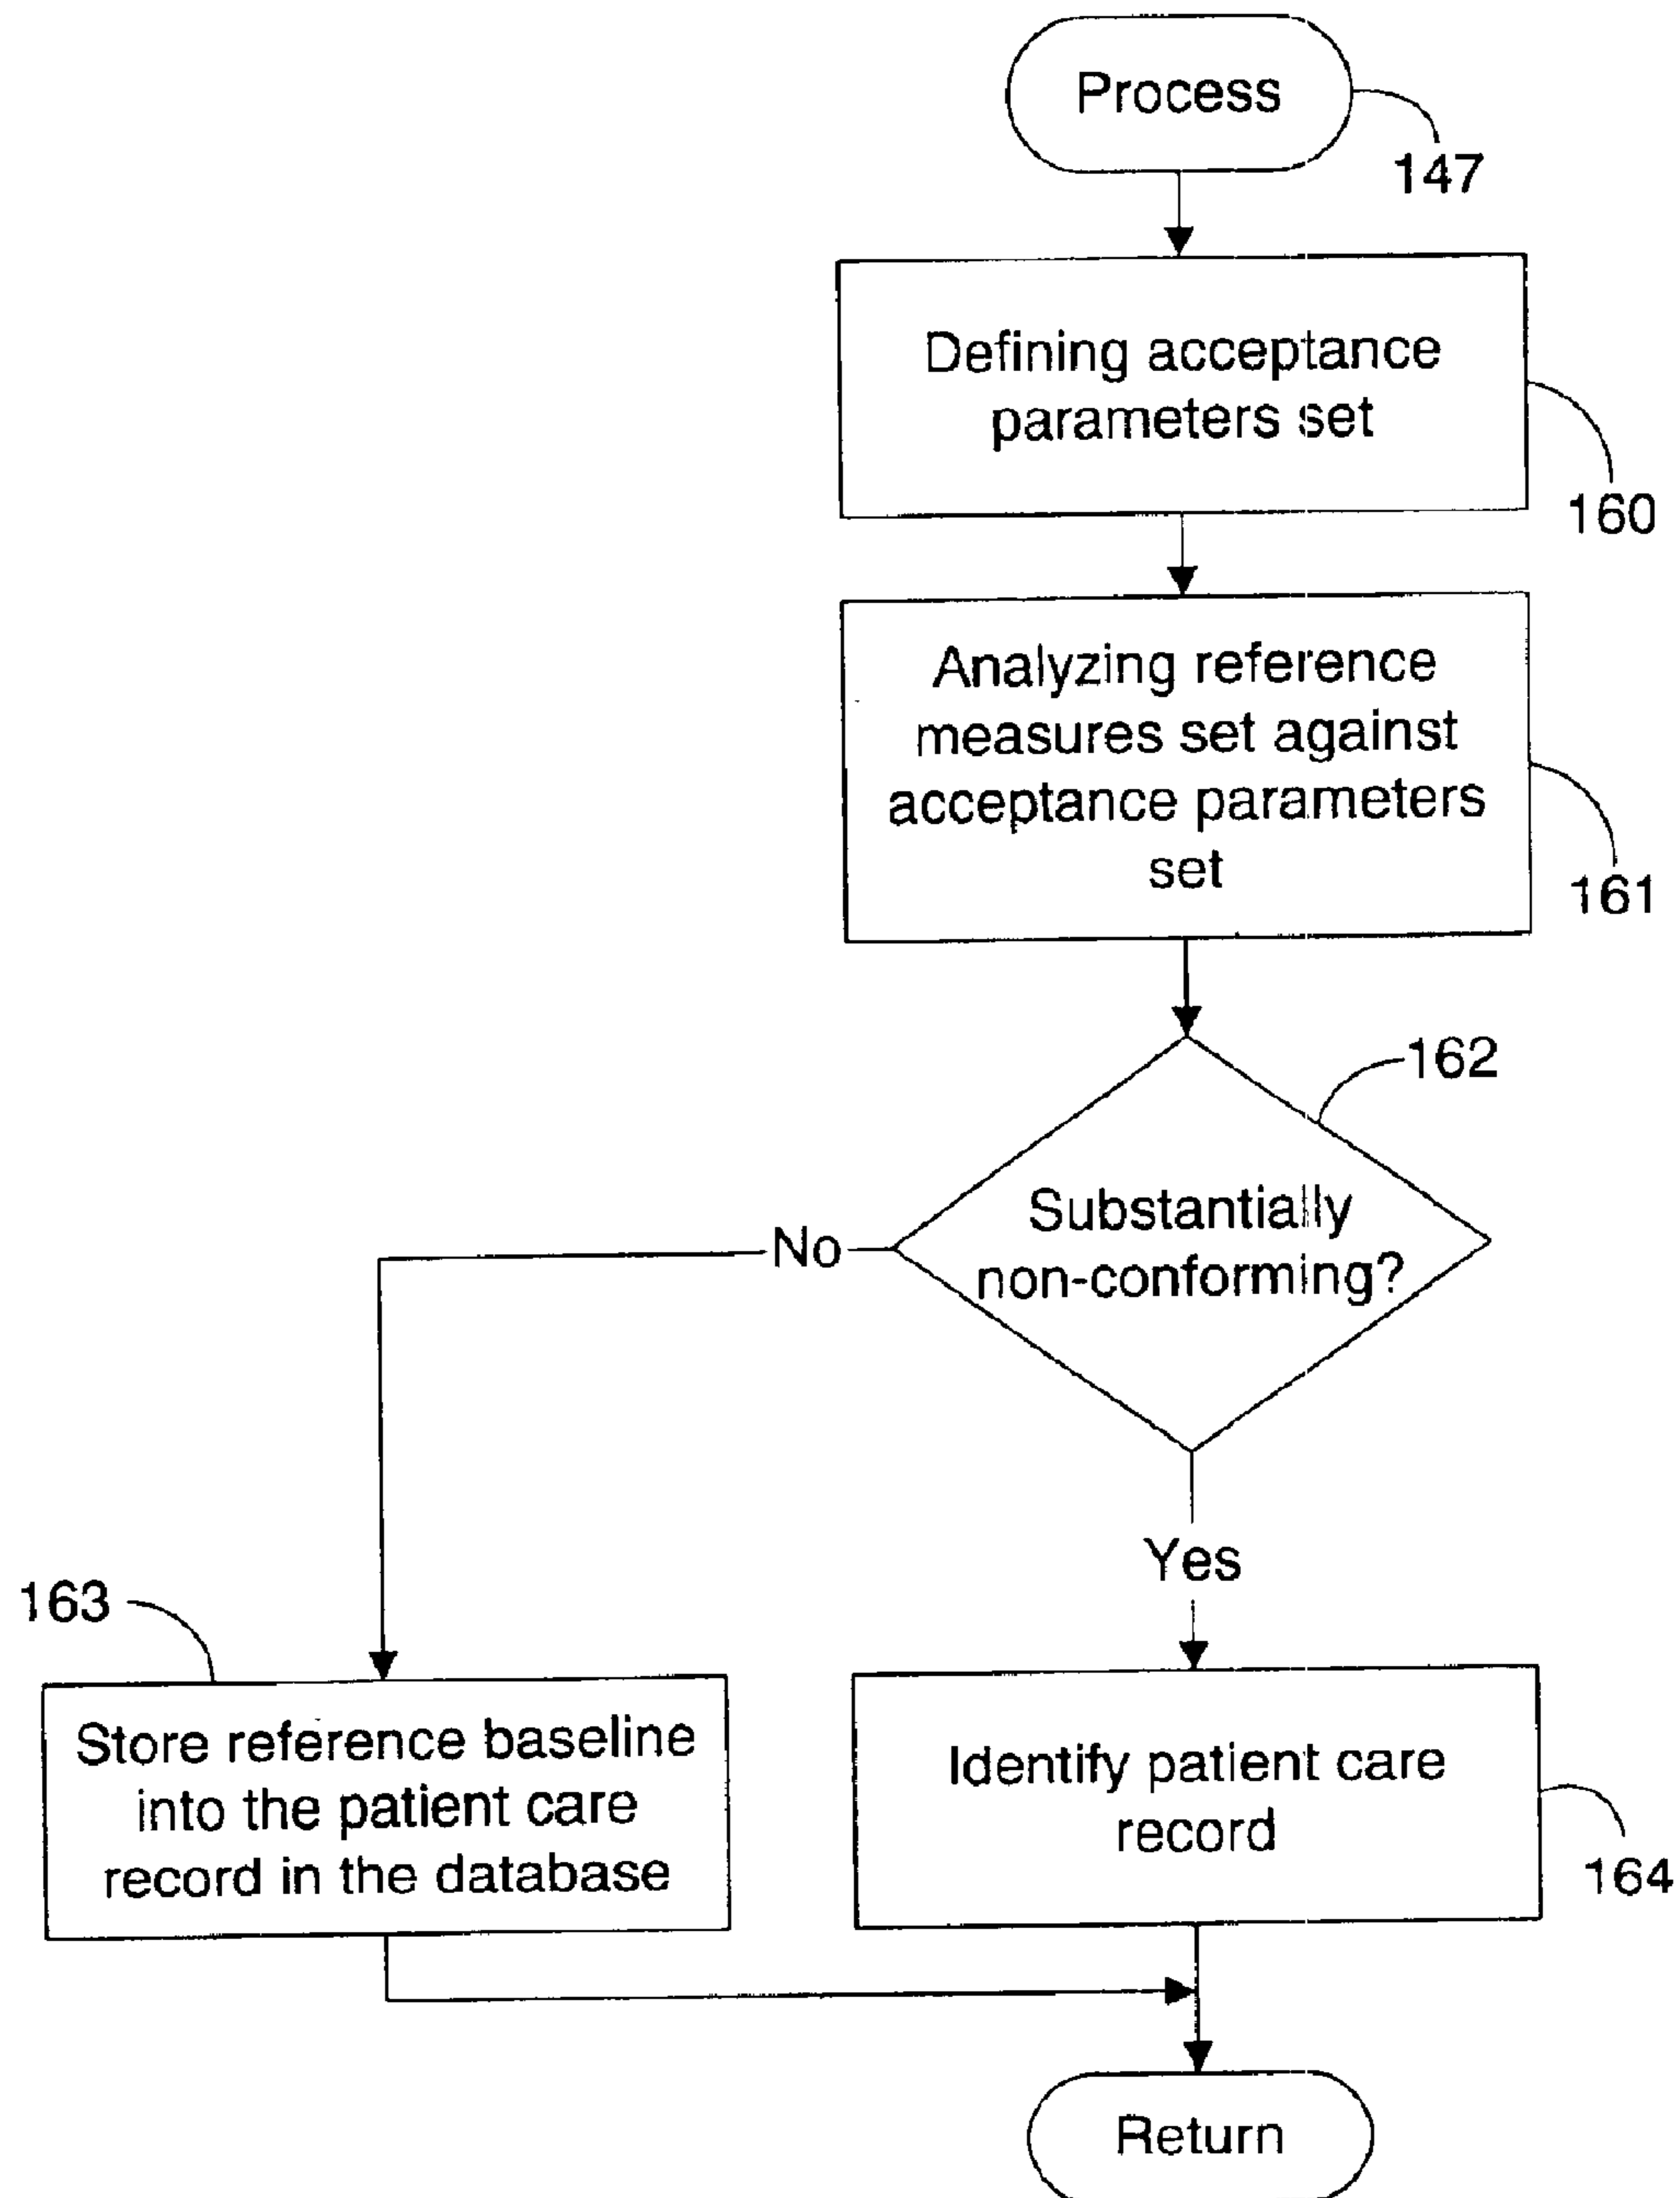 Process
147
Defining acceptance
parameters set
160
Analyzing reference
measures set against
acceptance parameters
set
161
162
Substantially
non-conforming?
No
Yes
163
Store reference baseline
into the patient care
record in the database
Identify patient care
record
164
Return